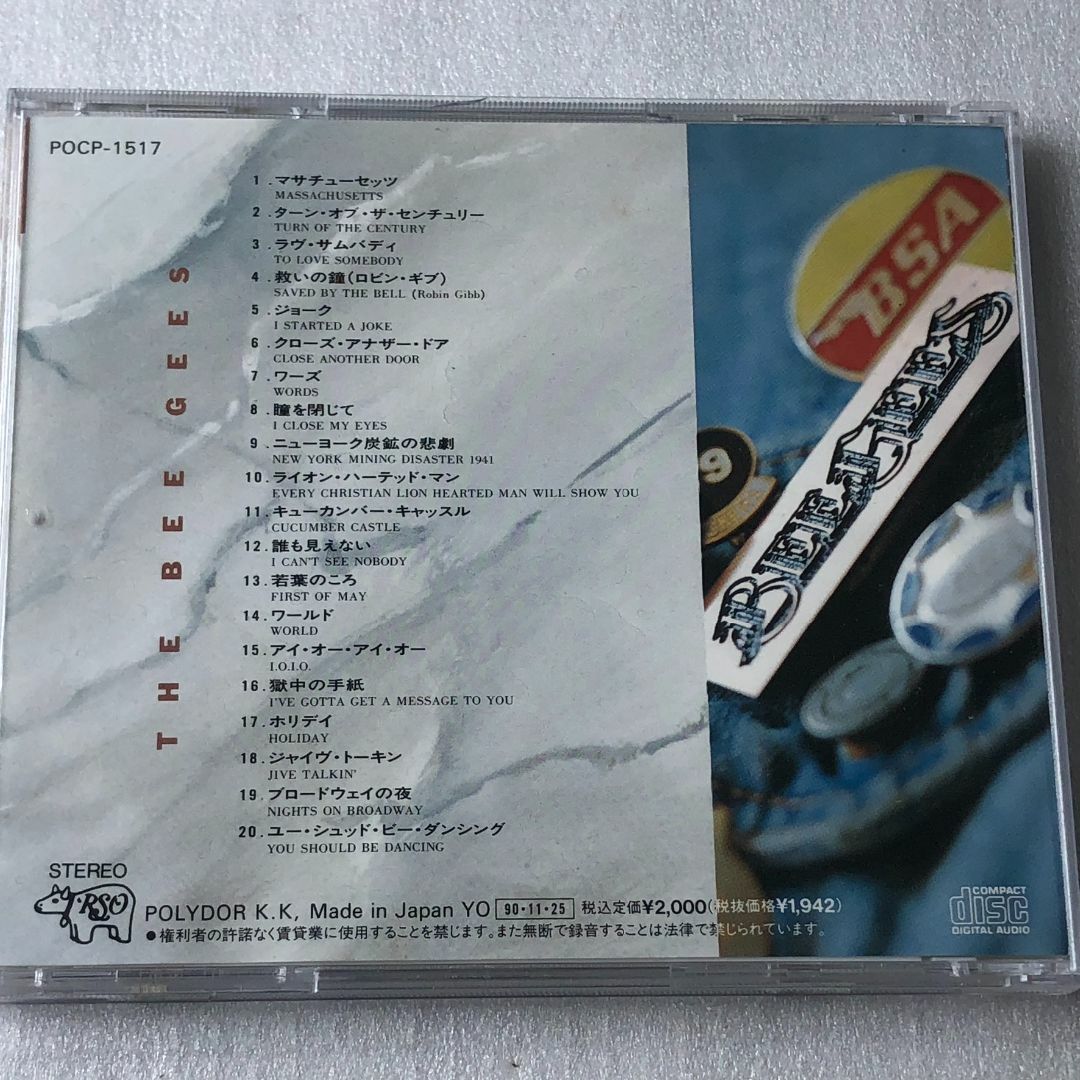 POCP-1517
THE BEE GEES
1. マサチューセッツ
MASSACHUSETTS
2. ターン・オブ・ザ・センチュリー
TURN OF THE CENTURY
3. ラヴ・サムバディ
TO LOVE SOMEBODY
4. 救いの鐘(ロビン・ギブ)
SAVED BY THE BELL (Robin Gibb)
5. ジョーク
I STARTED A JOKE
6. クローズ・アナザー・ドア
CLOSE ANOTHER DOOR
7. ワーズ
WORDS
8. 瞳を閉じて
I CLOSE MY EYES
9. ニューヨーク炭鉱の悲劇
NEW YORK MINING DISASTER 1941
10. ライオン・ハーテッド・マン
EVERY CHRISTIAN LION HEARTED MAN WILL SHOW YOU
11. キューカンバー・キャッスル
CUCUMBER CASTLE
12. 誰も見えない
I CAN'T SEE NOBODY
13. 若葉のころ
FIRST OF MAY
14. ワールド
WORLD
15. アイ・オー・アイ・オー
I.O.I.O.
16. 獄中の手紙
I'VE GOTTA GET A MESSAGE TO YOU
17. ホリデイ
HOLIDAY
18. ジャイヴ・トーキン
JIVE TALKIN'
19. ブロードウェイの夜
NIGHTS ON BROADWAY
20. ユー・シュッド・ビー・ダンシング
YOU SHOULD BE DANCING
BSA
9
BEE GEES
STEREO
RSO
POLYDOR K.K, Made in Japan YO 90・11・25 税込定価¥2,000(税抜価格¥1,942)
●権利者の許諾なく賃貸業に使用することを禁じます。また無断で録音することは法律で禁じられています。
COMPACT
disc
DIGITAL AUDIO